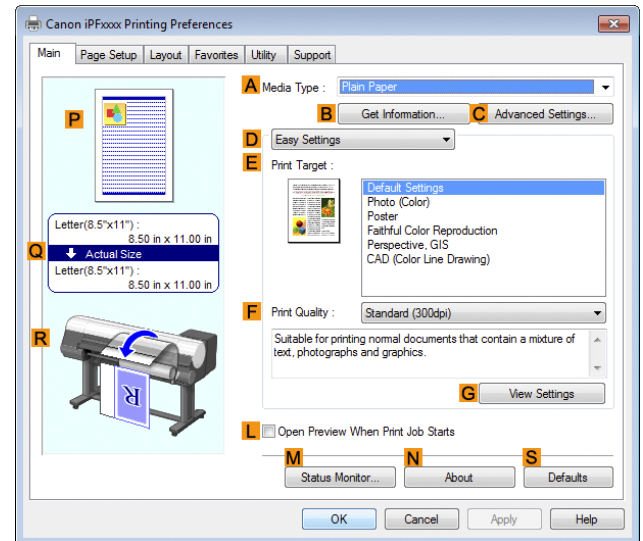 Canon iPFxxxx Printing Preferences
Main Page Setup Layout Favorites Utility Support
A Media Type : Plain Paper
B Get Information... C Advanced Settings...
D Easy Settings
E Print Target :
Default Settings
Photo (Color)
Poster
Faithful Color Reproduction
Perspective, GIS
CAD (Color Line Drawing)
F Print Quality : Standard (300dpi)
Suitable for printing normal documents that contain a mixture of
text, photographs and graphics.
G View Settings
L Open Preview When Print Job Starts
M N S
Status Monitor... About Defaults
P
Letter(8.5"x11") :
8.50 in x 11.00 in
Q Actual Size
Letter(8.5"x11") :
8.50 in x 11.00 in
R
R
OK Cancel Apply Help